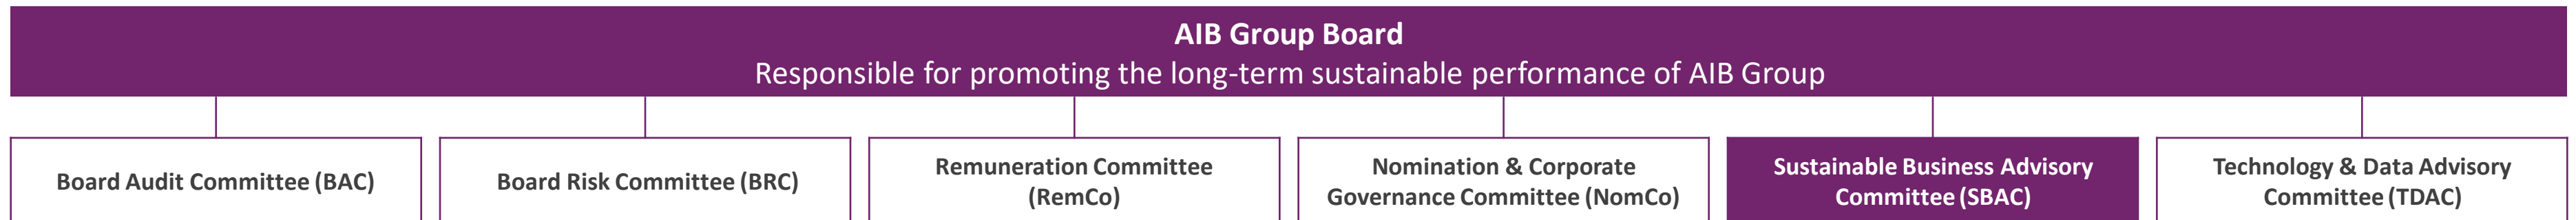 AIB Group Board
Responsible for promoting the long-term sustainable performance of AIB Group
Board Audit Committee (BAC)
Board Risk Committee (BRC)
Remuneration Committee
(RemCo)
Nomination & Corporate
Governance Committee (NomCo)
Sustainable Business Advisory
Committee (SBAC)
Technology & Data Advisory
Committee (TDAC)